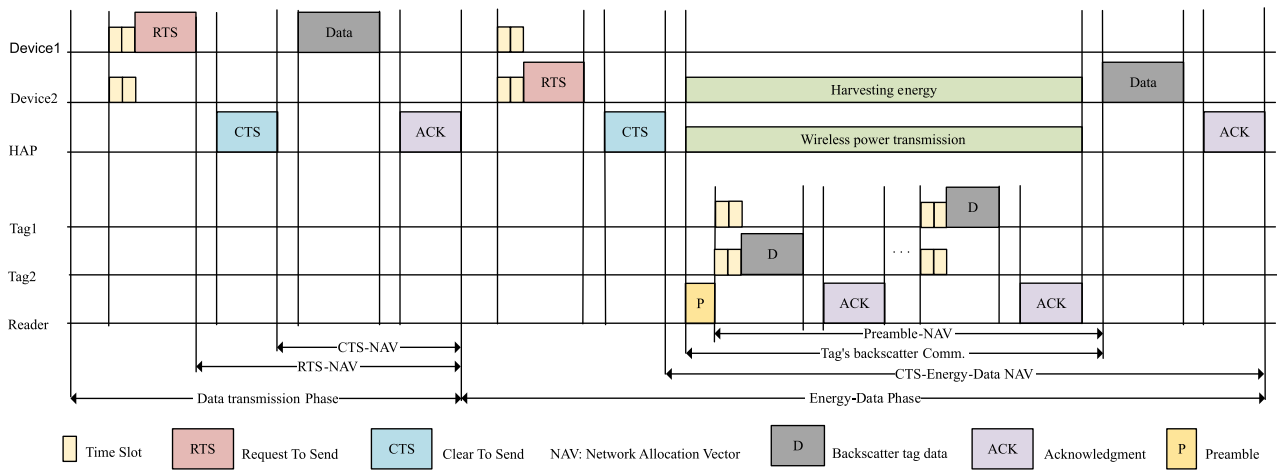 Device1
RTS
Data
Device2
RTS
Harvesting energy
Data
HAP
CTS
ACK
CTS
Wireless power transmission
ACK
Tag1
D
Tag2
D
. . .
Reader
P
ACK
ACK
Preamble-NAV
CTS-NAV
Tag's backscatter Comm.
RTS-NAV
CTS-Energy-Data NAV
Data transmission Phase
Energy-Data Phase
Time Slot
RTS
Request To Send
CTS
Clear To Send
NAV: Network Allocation Vector
D
Backscatter tag data
ACK
Acknowledgment
P
Preamble